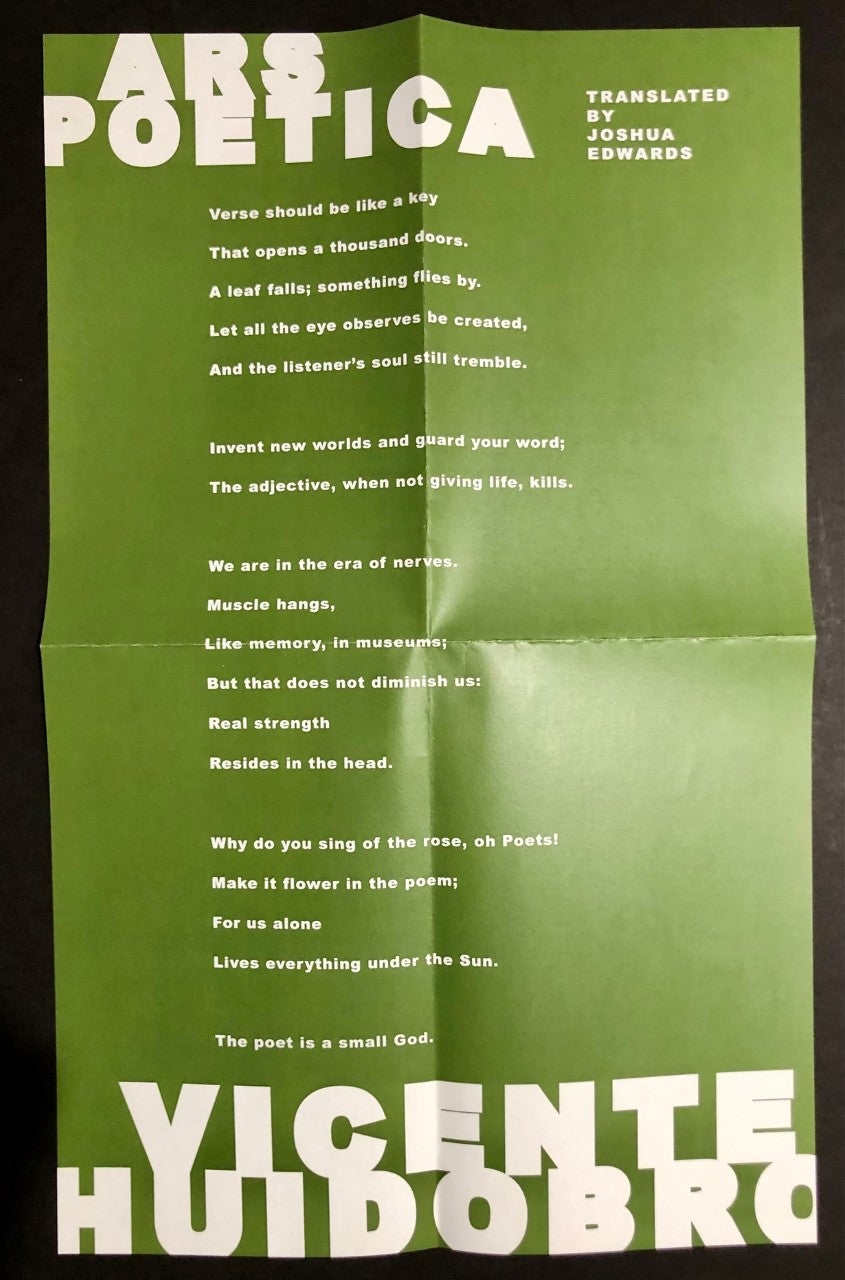 ARS
POETICA
TRANSLATED
BY
JOSHUA
EDWARDS
Verse should be like a key
That opens a thousand doors.
A leaf falls; something flies by.
Let all the eye observes be created,
And the listener’s soul still tremble.
Invent new worlds and guard your word;
The adjective, when not giving life, kills.
We are in the era of nerves.
Muscle hangs,
Like memory, in museums;
But that does not diminish us:
Real strength
Resides in the head.
Why do you sing of the rose, oh Poets!
Make it flower in the poem;
For us alone
Lives everything under the Sun.
The poet is a small God.
VICENTE
HUIDOBRO